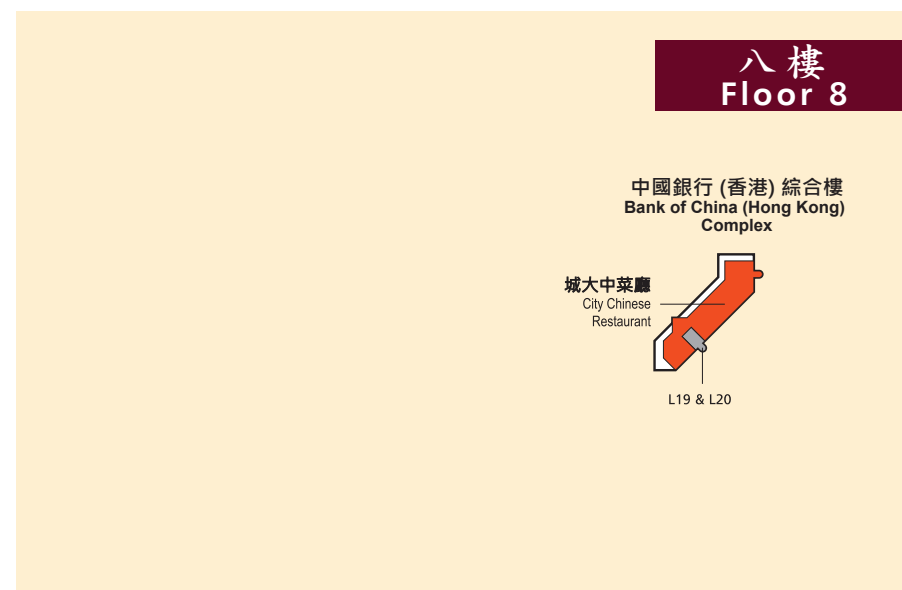 八樓
Floor 8
中國銀行 (香港) 綜合樓
Bank of China (Hong Kong)
Complex
城大中菜廳
City Chinese
Restaurant
L19 & L20